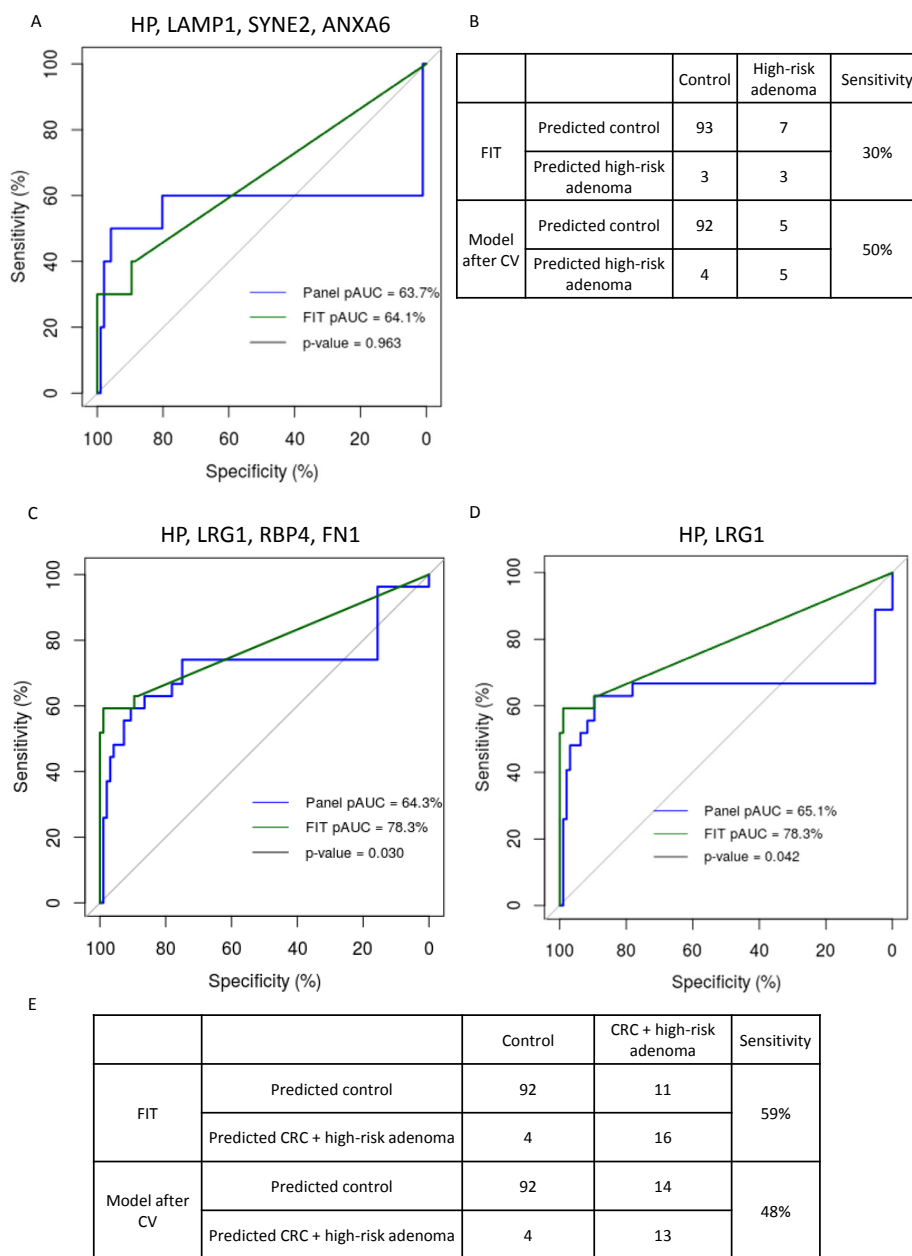 A
HP, LAMP1, SYNE2, ANXA6
Sensitivity (%)
100
80
60
40
20
0
Panel pAUC = 63.7%
FIT pAUC = 64.1%
p-value = 0.963
100 80 60 40 20 0
Specificity (%)
B
Control High-risk adenoma Sensitivity
FIT Predicted control 93 7 30%
Predicted high-risk adenoma 3 3
Model after CV Predicted control 92 5 50%
Predicted high-risk adenoma 4 5
C
HP, LRG1, RBP4, FN1
Sensitivity (%)
100
80
60
40
20
0
Panel pAUC = 64.3%
FIT pAUC = 78.3%
p-value = 0.030
100 80 60 40 20 0
Specificity (%)
D
HP, LRG1
Sensitivity (%)
100
80
60
40
20
0
Panel pAUC = 65.1%
FIT pAUC = 78.3%
p-value = 0.042
100 80 60 40 20 0
Specificity (%)
E
Control CRC + high-risk adenoma Sensitivity
FIT Predicted control 92 11 59%
Predicted CRC + high-risk adenoma 4 16
Model after CV Predicted control 92 14 48%
Predicted CRC + high-risk adenoma 4 13